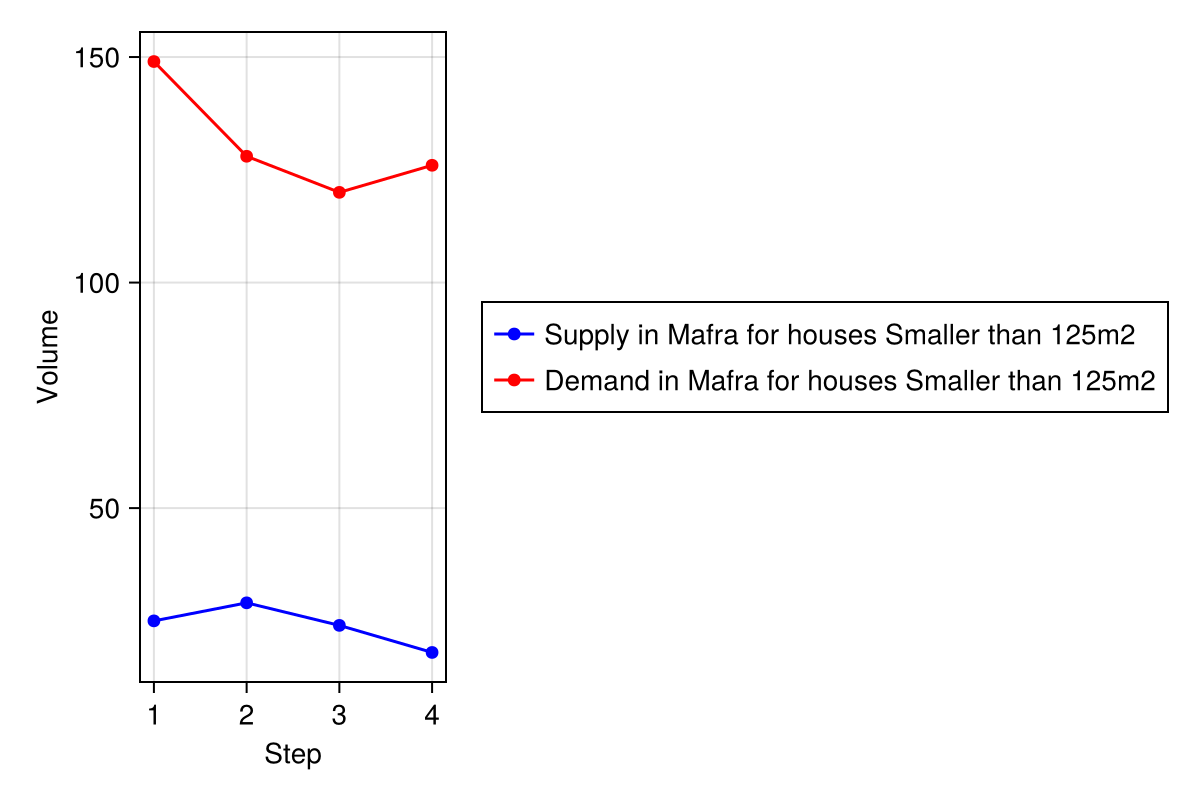 150
100
50
Volume
1 2 3 4
Step
Supply in Mafra for houses Smaller than 125m2
Demand in Mafra for houses Smaller than 125m2